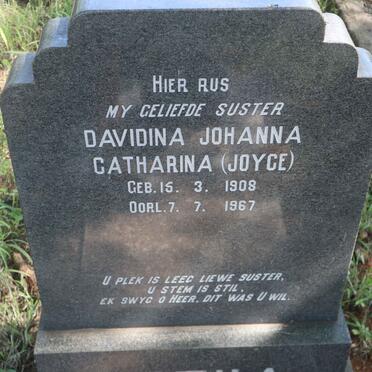 HIER RUS
MY GELIEFDE SUSTER
DAVIDINA JOHANNA
CATHARINA (JOYCE)
GEB. 15. 3. 1908
OORL. 7. 7. 1967
U PLEK IS LEEG LIEWE SUSTER,
U STEM IS STIL,
EK SWYG O HEER, DIT WAS U WIL.